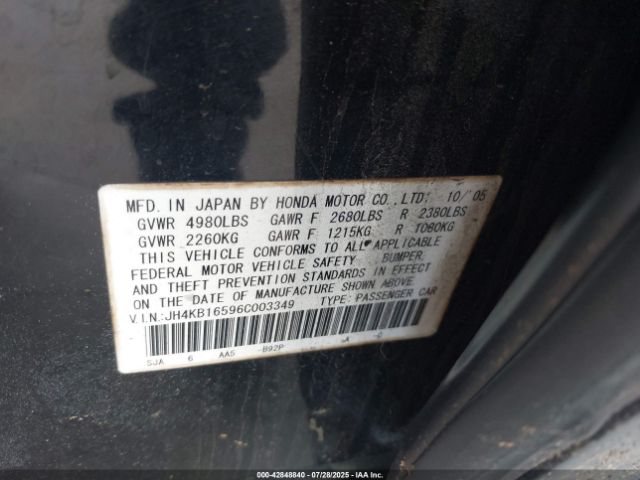 MFD. IN JAPAN BY HONDA MOTOR CO.,LTD. 10/'05
GVWR 4980LBS GAWR F 2680LBS R 2380LBS
GVWR 2260KG GAWR F 1215KG R 1080KG
THIS VEHICLE CONFORMS TO ALL APPLICABLE
FEDERAL MOTOR VEHICLE SAFETY BUMPER,
AND THEFT PREVENTION STANDARDS IN EFFECT
ON THE DATE OF MANUFACTURE SHOWN ABOVE.
V.I.N.:JH4KB16596C003349 TYPE: PASSENGER CAR
SJA 6 AA5 -B92P A
000-42848840 | 07/28/2025 | IAA Inc.